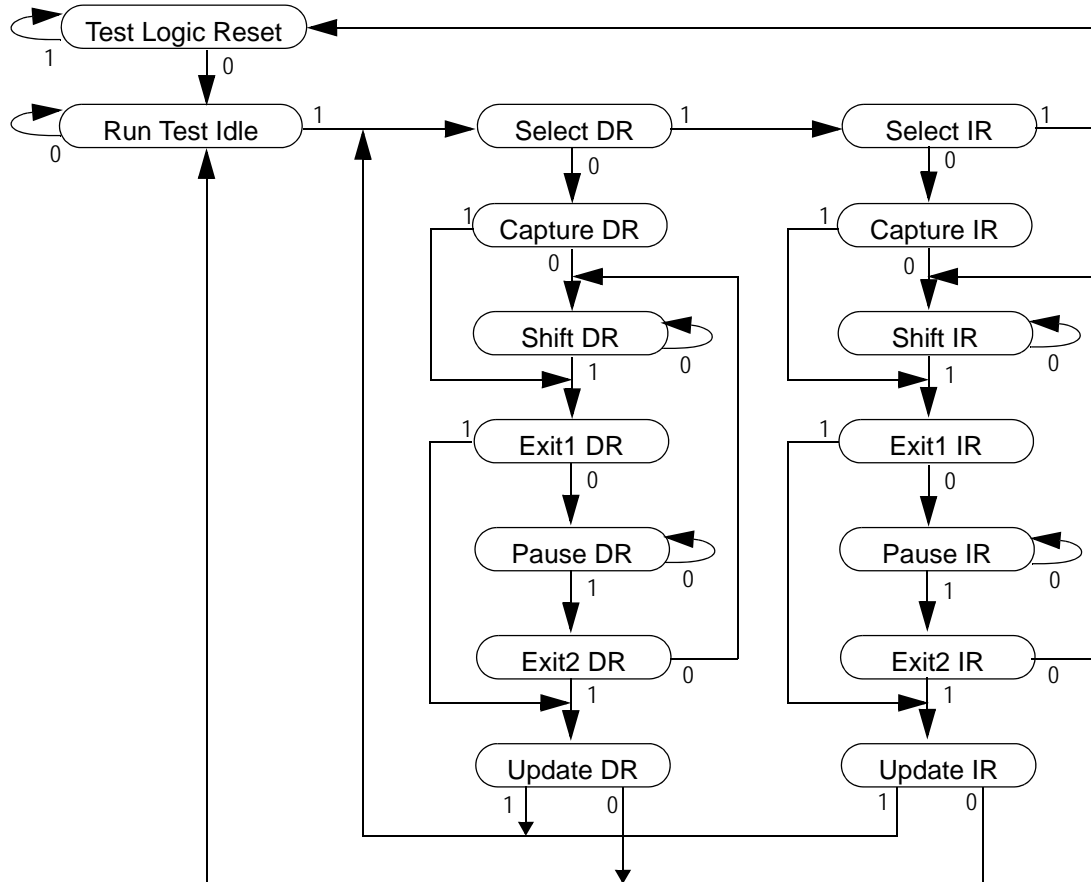 Test Logic Reset
1
0
Run Test Idle
1
0
Select DR
1
0
Select IR
1
0
1
Capture DR
0
1
Capture IR
0
Shift DR
0
1
Shift IR
0
1
1
Exit1 DR
0
1
Exit1 IR
0
Pause DR
0
1
Pause IR
0
1
Exit2 DR
0
1
Exit2 IR
0
1
Update DR
1
0
Update IR
1
0